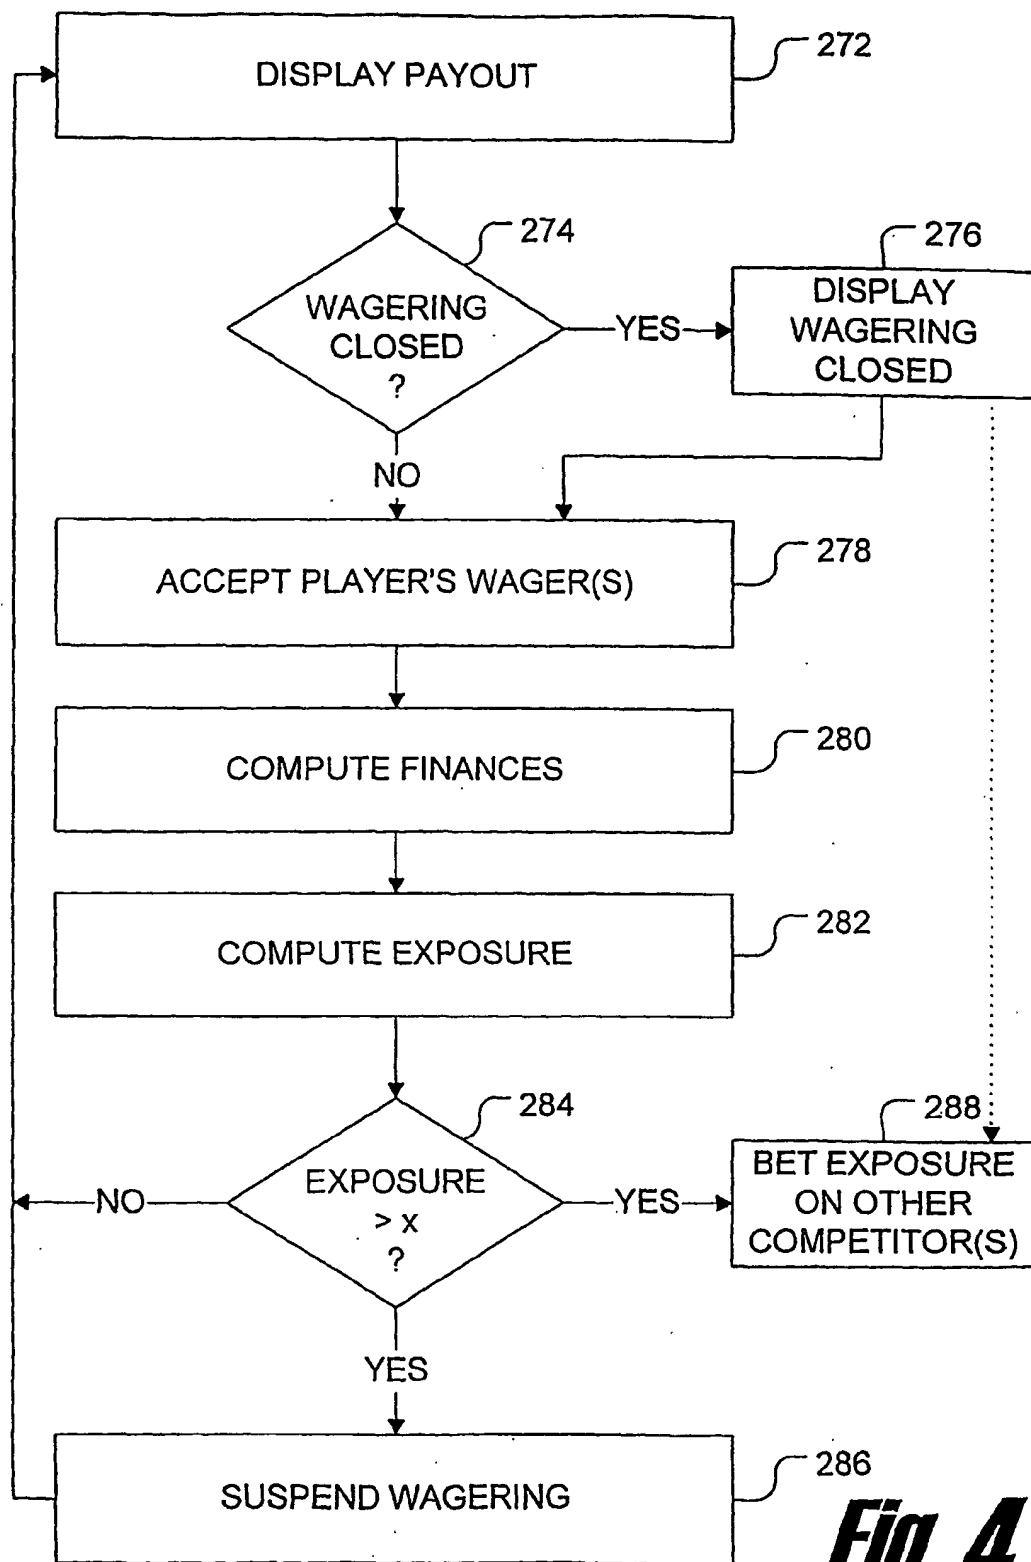 DISPLAY PAYOUT
272
274
WAGERING
CLOSED
?
YES
276
DISPLAY
WAGERING
CLOSED
NO
ACCEPT PLAYER'S WAGER(S)
278
COMPUTE FINANCES
280
COMPUTE EXPOSURE
282
284
EXPOSURE
> x
?
NO
YES
288
BET EXPOSURE
ON OTHER
COMPETITOR(S)
YES
SUSPEND WAGERING
286
Fig 4